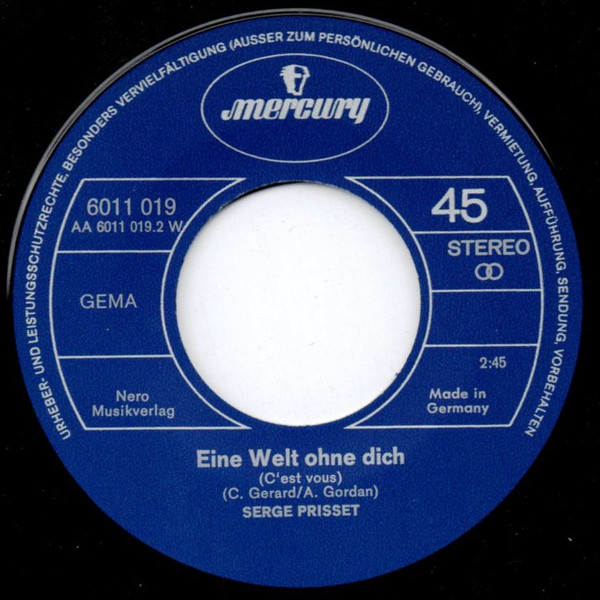 URHEBER- UND LEISTUNGSSCHUTZRECHTE, BESONDERS VERVIELFÄLTIGUNG (AUSSER ZUM PERSÖNLICHEN GEBRAUCH), VERMIETUNG, AUFFÜHRUNG, SENDUNG, VORBEHALTEN
mercury
6011 019
AA 6011 019.2 W
45
STEREO
GEMA
2:45
Nero
Musikverlag
Made in
Germany
Eine Welt ohne dich
(C'est vous)
(C. Gerard/A. Gordan)
SERGE PRISSET